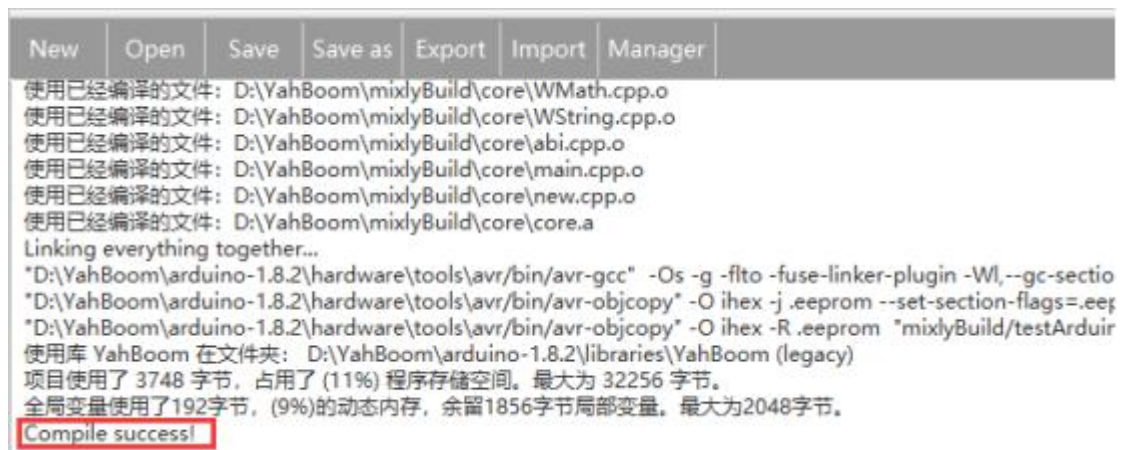 New Open Save Save as Export Import Manager
使用已经编译的文件: D:\YahBoom\mixlyBuild\core\WMath.cpp.o
使用已经编译的文件: D:\YahBoom\mixlyBuild\core\WString.cpp.o
使用已经编译的文件: D:\YahBoom\mixlyBuild\core\abi.cpp.o
使用已经编译的文件: D:\YahBoom\mixlyBuild\core\main.cpp.o
使用已经编译的文件: D:\YahBoom\mixlyBuild\core\new.cpp.o
使用已经编译的文件: D:\YahBoom\mixlyBuild\core\core.a
Linking everything together...
"D:\YahBoom\arduino-1.8.2\hardware\tools\avr/bin/avr-gcc" -Os -g -flto -fuse-linker-plugin -Wl,--gc-sectio
"D:\YahBoom\arduino-1.8.2\hardware\tools\avr/bin/avr-objcopy" -O ihex -j .eeprom --set-section-flags=.eep
"D:\YahBoom\arduino-1.8.2\hardware\tools\avr/bin/avr-objcopy" -O ihex -R .eeprom "mixlyBuild/testArduin
使用库 YahBoom 在文件夹: D:\YahBoom\arduino-1.8.2\libraries\YahBoom (legacy)
项目使用了 3748 字节，占用了 (11%) 程序存储空间。最大为 32256 字节。
全局变量使用了192字节，(9%)的动态内存，余留1856字节局部变量。最大为2048字节。
Compile success!